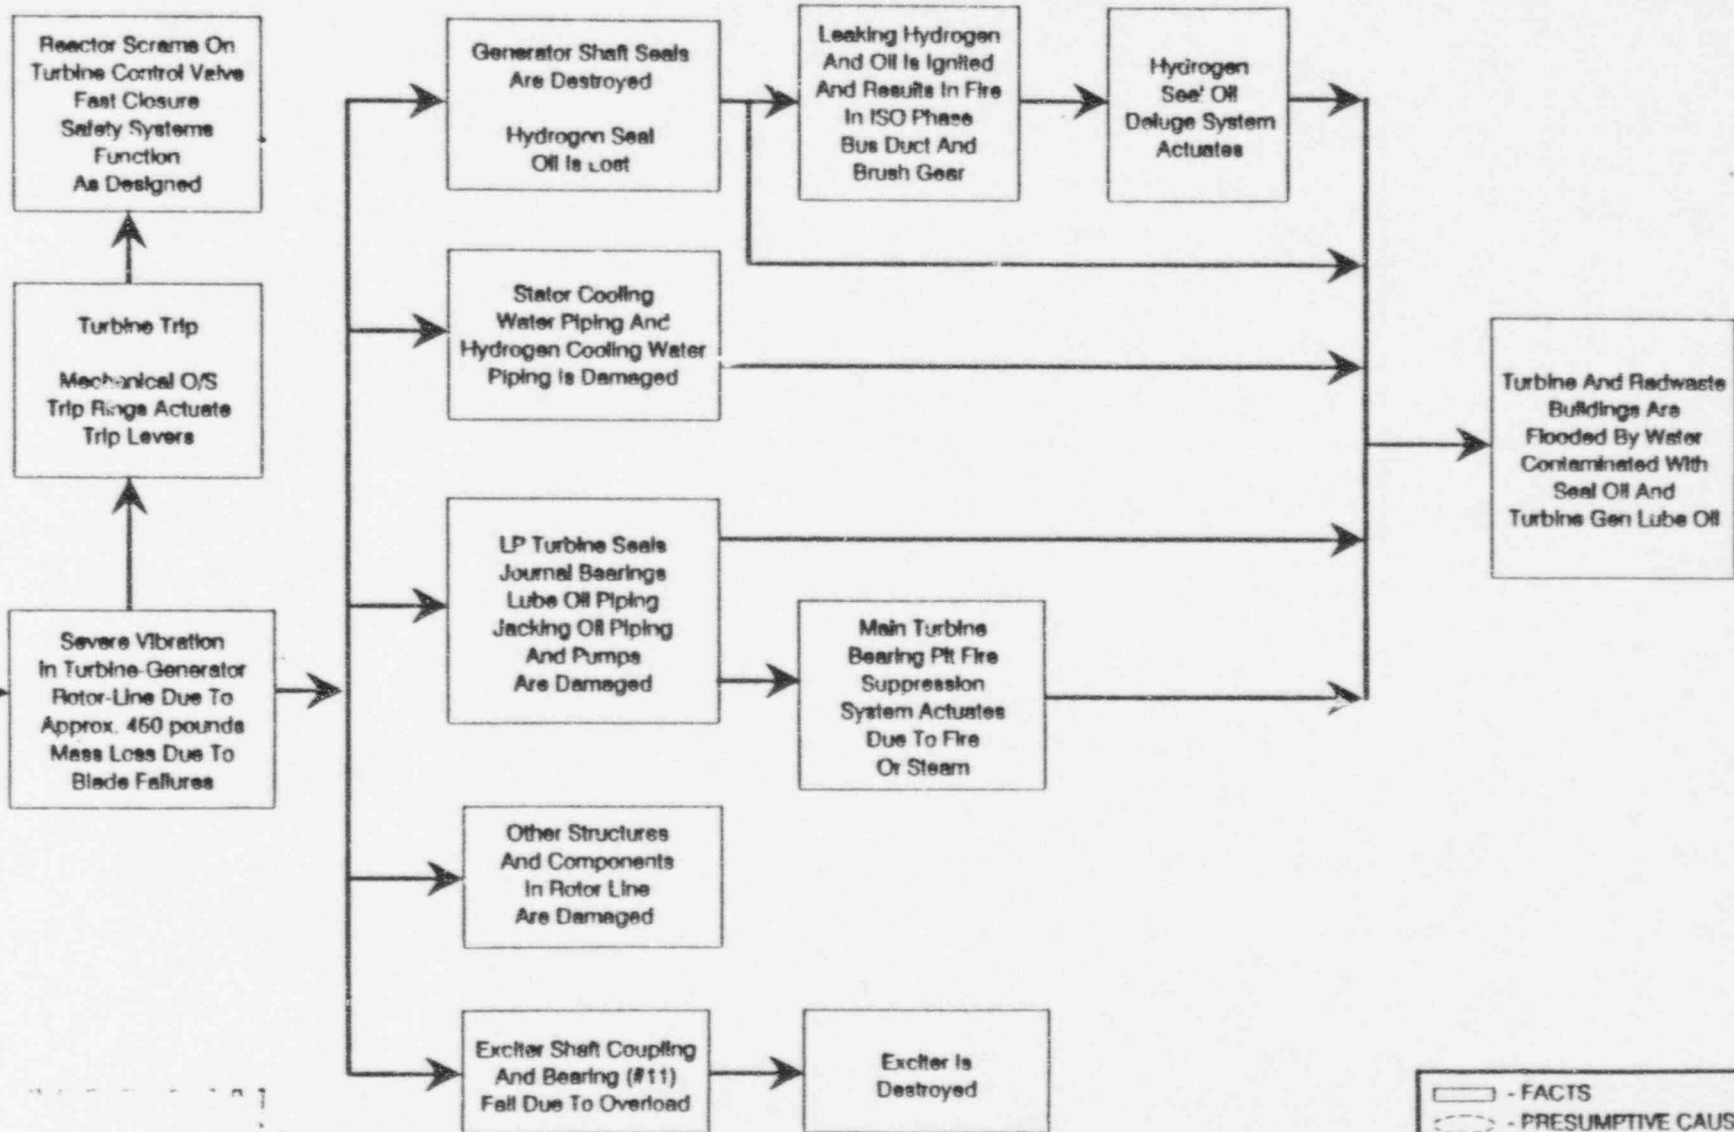 Reactor Scrams On
Turbine Control Valve
Fast Closure
Safety Systems
Function
As Designed
Turbine Trip
Mechanical O/S
Trip Rings Actuate
Trip Levers
Severe Vibration
in Turbine-Generator
Rotor-Line Due To
Approx. 460 pounds
Mass Loss Due To
Blade Failures
Generator Shaft Seals
Are Destroyed
Hydrogen Seal
Oil Is Lost
Leaking Hydrogen
And Oil Is Ignited
And Results In Fire
In ISO Phase
Bus Duct And
Brush Gear
Hydrogen
Seal Oil
Deluge System
Actuates
Stator Cooling
Water Piping And
Hydrogen Cooling Water
Piping Is Damaged
LP Turbine Seals
Journal Bearings
Lube Oil Piping
Jacking Oil Piping
And Pumps
Are Damaged
Main Turbine
Bearing Pit Fire
Suppression
System Actuates
Due To Fire
Or Steam
Other Structures
And Components
In Rotor Line
Are Damaged
Exciter Shaft Coupling
And Bearing (#11)
Fail Due To Overload
Exciter Is
Destroyed
Turbine And Radwaste
Buildings Are
Flooded By Water
Contaminated With
Seal Oil And
Turbine Gen Lube Oil
- FACTS
- PRESUMPTIVE CAUS